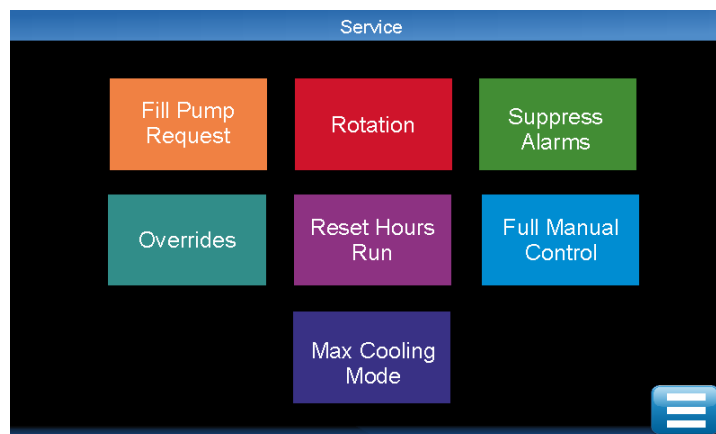 Service
Fill Pump
Request
Rotation
Suppress
Alarms
Overrides
Reset Hours
Run
Full Manual
Control
Max Cooling
Mode